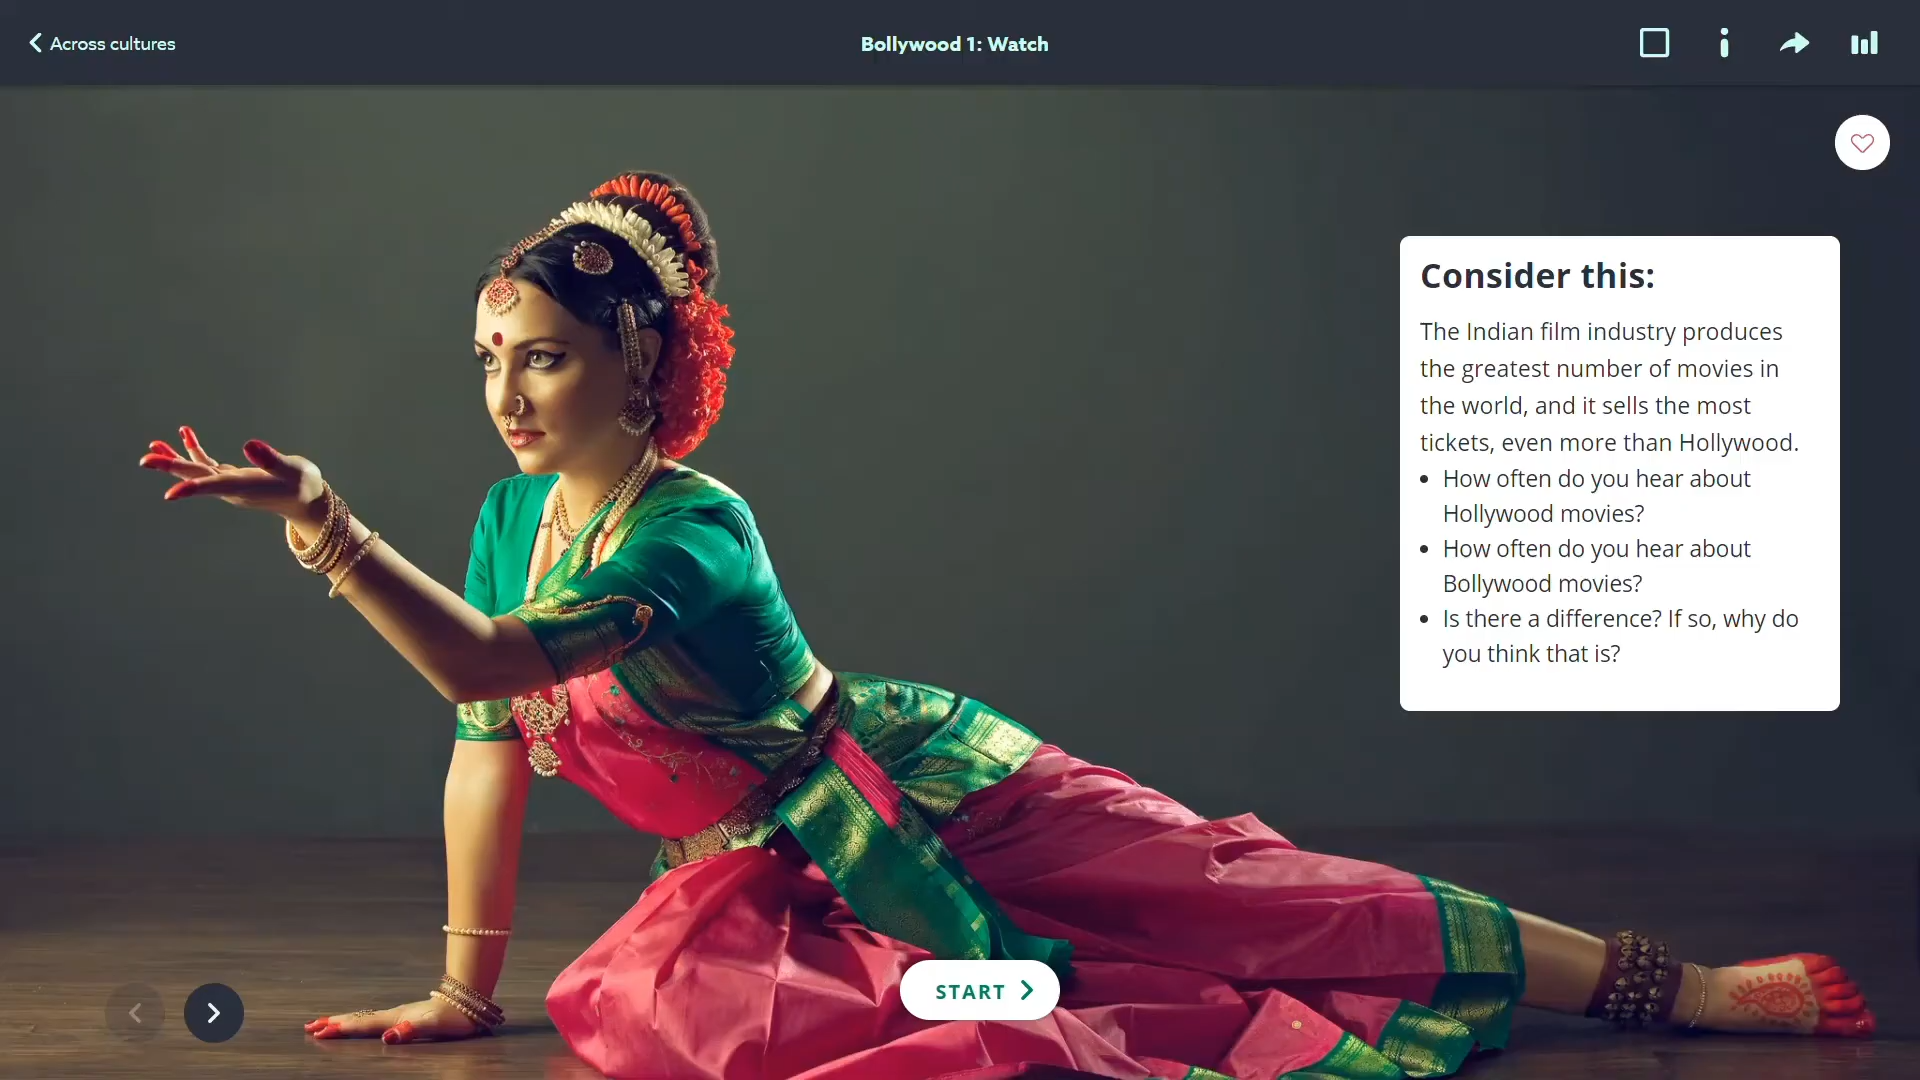 Across cultures
Bollywood 1: Watch
Consider this:
The Indian film industry produces
the greatest number of movies in
the world, and it sells the most
tickets, even more than Hollywood.
• How often do you hear about
Hollywood movies?
• How often do you hear about
Bollywood movies?
• Is there a difference? If so, why do
you think that is?
START